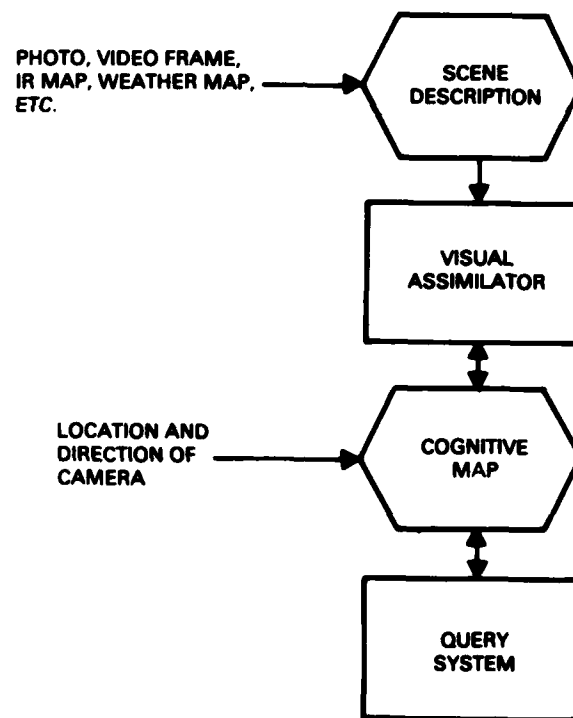 PHOTO, VIDEO FRAME,
IR MAP, WEATHER MAP,
ETC.
SCENE
DESCRIPTION
VISUAL
ASSIMILATOR
LOCATION AND
DIRECTION OF
CAMERA
COGNITIVE
MAP
QUERY
SYSTEM